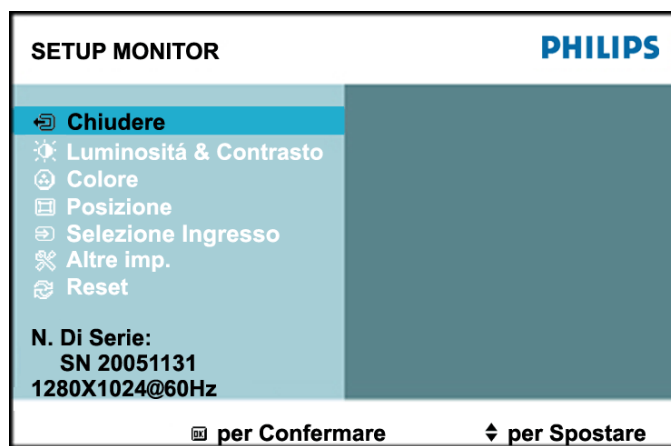 SETUP MONITOR
PHILIPS
Chiudere
Luminositá & Contrasto
Colore
Posizione
Selezione Ingresso
Altre imp.
Reset
N. Di Serie:
SN 20051131
1280X1024@60Hz
OK per Confermare
per Spostare